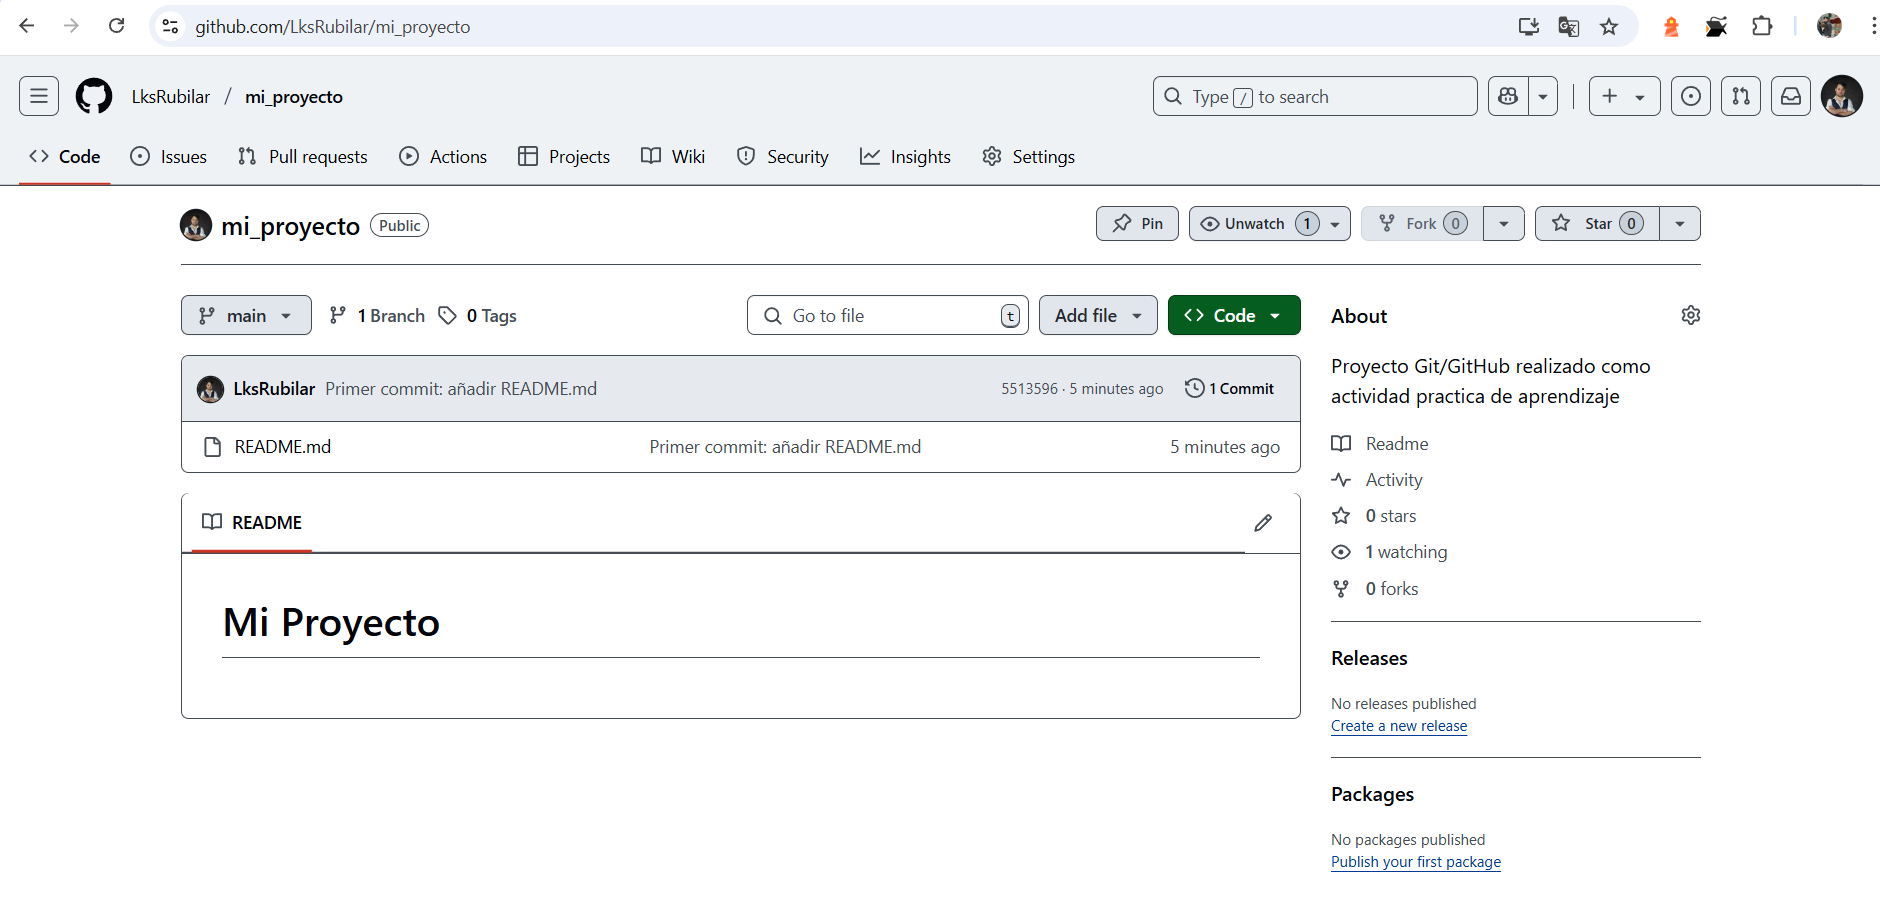 github.com/LksRubilar/mi_proyecto
LksRubilar / mi_proyecto
Type / to search
Code Issues Pull requests Actions Projects Wiki Security Insights Settings
mi_proyecto Public
Pin Unwatch 1 Fork 0 Star 0
main 1 Branch 0 Tags
Go to file t Add file Code
LksRubilar Primer commit: añadir README.md 5513596 · 5 minutes ago 1 Commit
README.md Primer commit: añadir README.md 5 minutes ago
README
Mi Proyecto
About
Proyecto Git/GitHub realizado como
actividad practica de aprendizaje
Readme
Activity
0 stars
1 watching
0 forks
Releases
No releases published
Create a new release
Packages
No packages published
Publish your first package